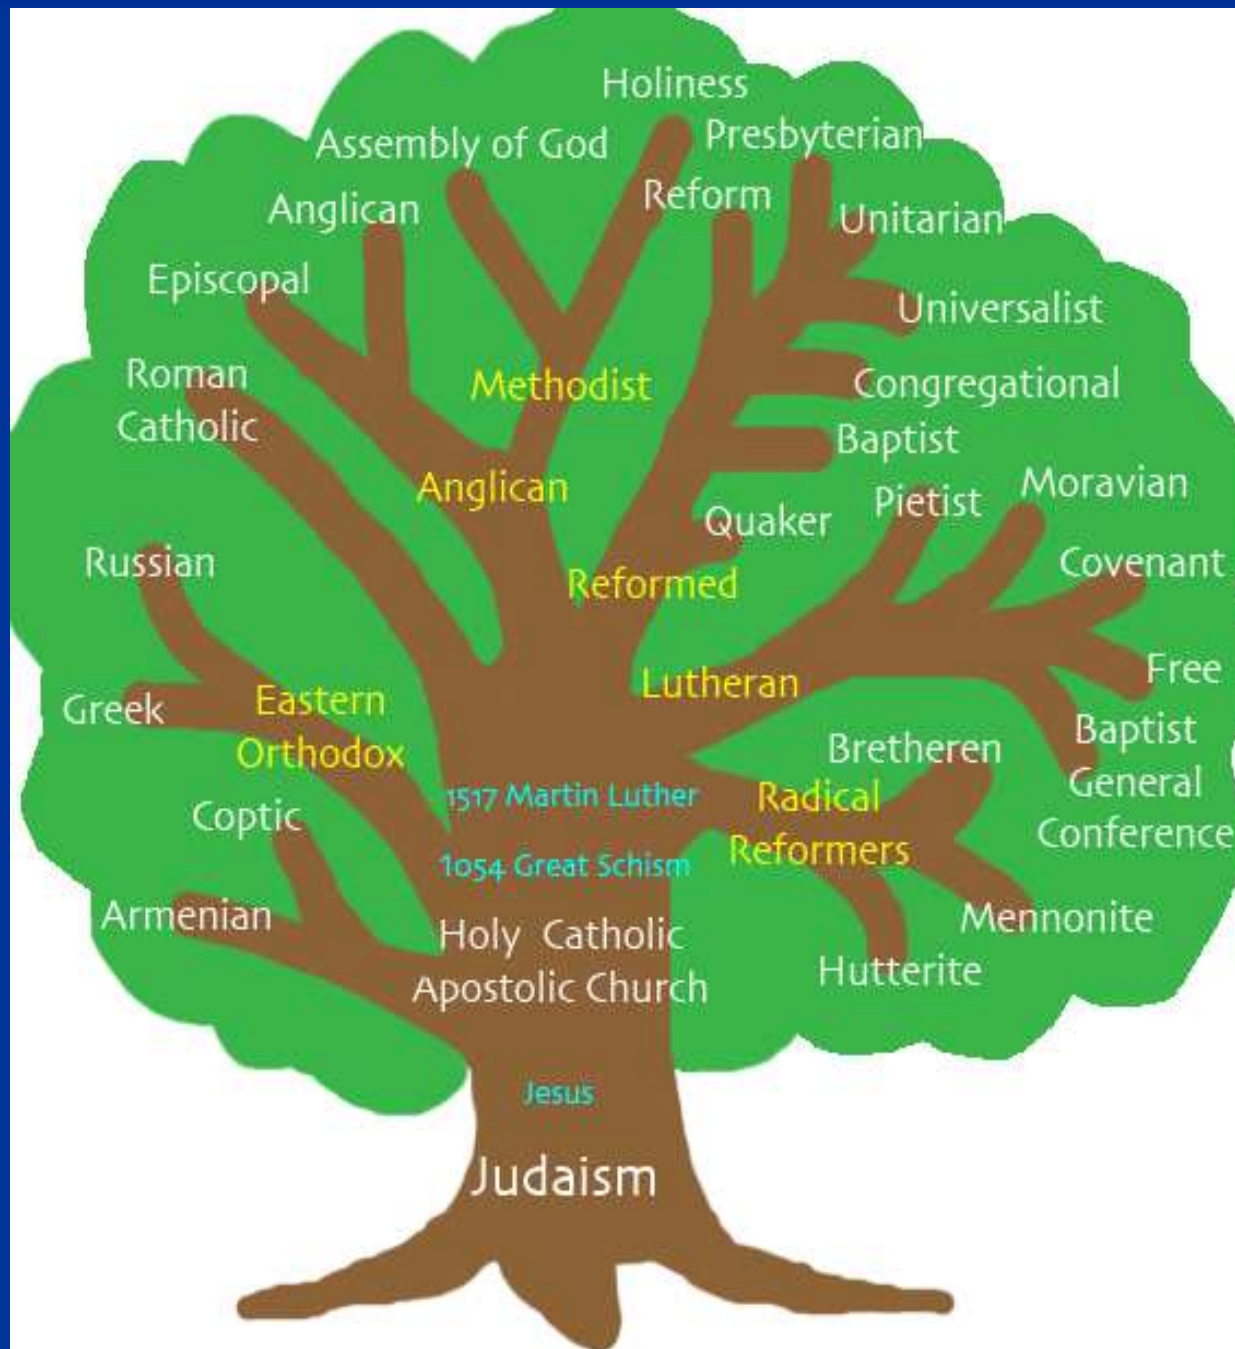 Holiness
Assembly of God
Presbyterian
Reform
Anglican
Unitarian
Episcopal
Universalist
Roman
Catholic
Methodist
Congregational
Baptist
Anglican
Pietist
Moravian
Quaker
Russian
Reformed
Covenant
Greek
Eastern
Orthodox
Lutheran
Free
Baptist
General
Conference
Bretheren
1517 Martin Luther
Radical
Reformers
Coptic
1054 Great Schism
Armenian
Holy Catholic
Apostolic Church
Mennonite
Hutterite
Jesus
Judaism